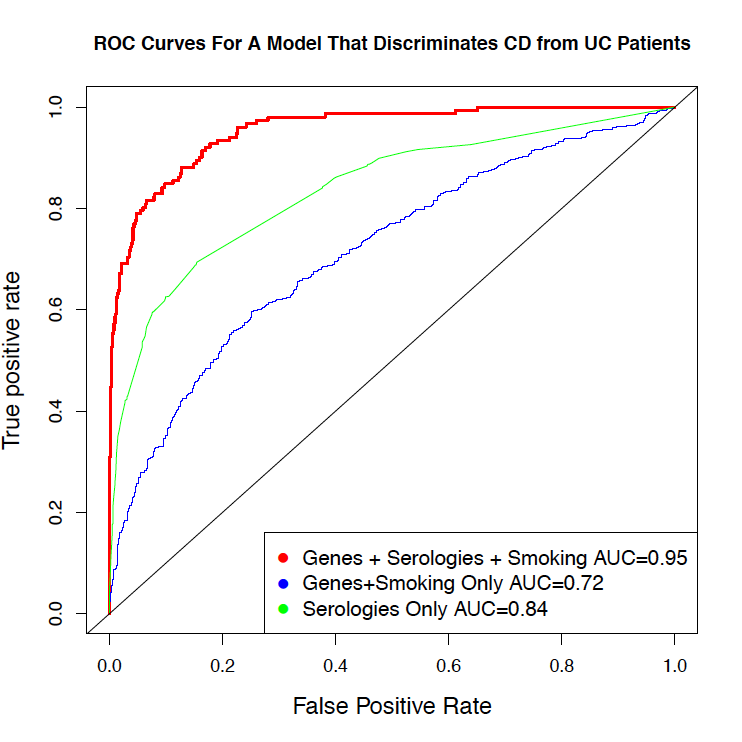 ROC Curves For A Model That Discriminates CD from UC Patients
True positive rate
1.0
0.8
0.6
0.4
0.2
0.0
Genes + Serologies + Smoking AUC=0.95
Genes+Smoking Only AUC=0.72
Serologies Only AUC=0.84
0.0 0.2 0.4 0.6 0.8 1.0
False Positive Rate